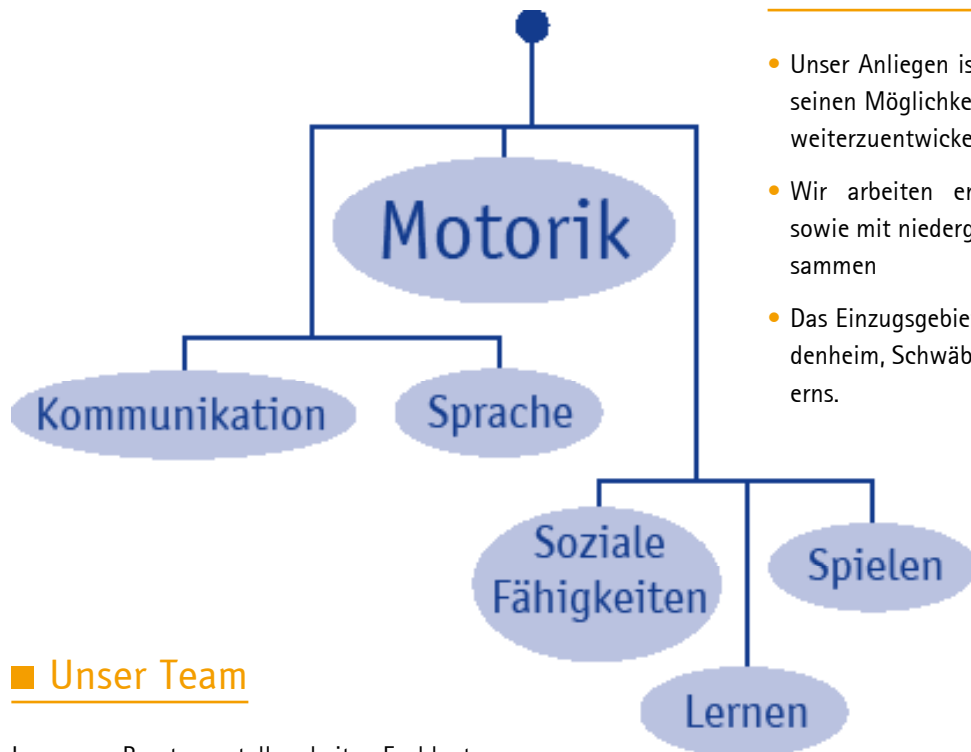 Motorik
Kommunikation
Sprache
Soziale
Fähigkeiten
Spielen
Lernen
• Unser Anliegen is
seinen Möglichke
weiterzuentwicke
• Wir arbeiten er
sowie mit niederg
sammen
• Das Einzugsgebie
denheim, Schwäb
erns.
Unser Team